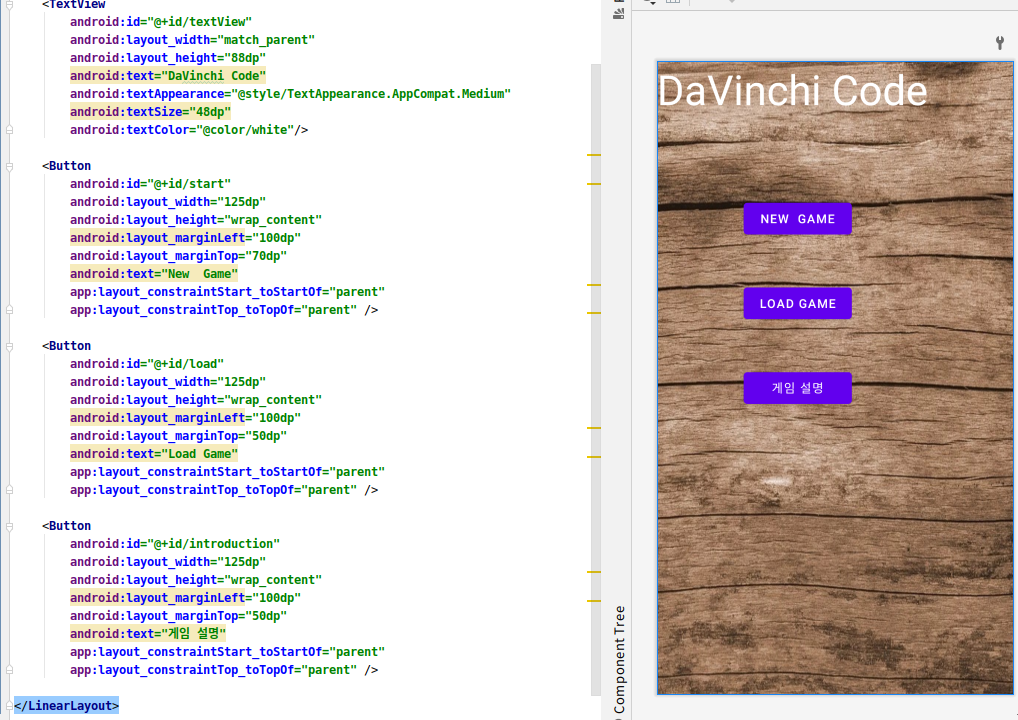 <TextView
android:id="@+id/textView"
android:layout_width="match_parent"
android:layout_height="88dp"
android:text="DaVinchi Code"
android:textAppearance="@style/TextAppearance.AppCompat.Medium"
android:textSize="48dp"
android:textColor="@color/white"/>
<Button
android:id="@+id/start"
android:layout_width="125dp"
android:layout_height="wrap_content"
android:layout_marginLeft="100dp"
android:layout_marginTop="70dp"
android:text="New  Game"
app:layout_constraintStart_toStartOf="parent"
app:layout_constraintTop_toTopOf="parent" />
<Button
android:id="@+id/load"
android:layout_width="125dp"
android:layout_height="wrap_content"
android:layout_marginLeft="100dp"
android:layout_marginTop="50dp"
android:text="Load Game"
app:layout_constraintStart_toStartOf="parent"
app:layout_constraintTop_toTopOf="parent" />
<Button
android:id="@+id/introduction"
android:layout_width="125dp"
android:layout_height="wrap_content"
android:layout_marginLeft="100dp"
android:layout_marginTop="50dp"
android:text="게임 설명"
app:layout_constraintStart_toStartOf="parent"
app:layout_constraintTop_toTopOf="parent" />
</LinearLayout>
Component Tree
DaVinchi Code
NEW  GAME
LOAD GAME
게임 설명